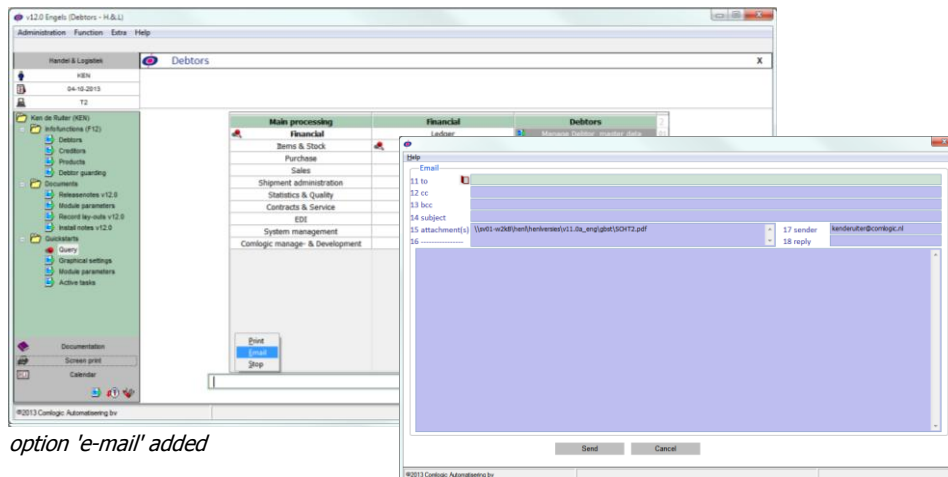 v12.0 Engels (Debtors - H.&.L)
Administration Function Extra Help
Handel & Logistiek
Debtors
X
KEN
04-10-2013
T2
Ken de Ruiter (KEN)
Infofunctions (F12)
Debtors
Creditors
Products
Debtor guarding
Documents
Releasenotes v12.0
Module parameters
Record lay-outs v12.0
Install notes v12.0
Quickstarts
Query
Graphical settings
Module parameters
Active tasks
Documentation
Screen print
Calendar
©2013 Comlogic Automatisering bv
Main processing
Financial
Items & Stock
Purchase
Sales
Shipment administration
Statistics & Quality
Contracts & Service
EDI
System management
Comlogic manage- & Development
Financial
Ledger
Debtors
Manage Debtor master data
Print
Email
Stop
Help
Email
11 to
12 cc
13 bcc
14 subject
15 attachment(s)
17 sender kenderuiter@comlogic.nl
16 ----------------
18 reply
Send Cancel
©2013 Comlogic Automatisering bv
option 'e-mail' added